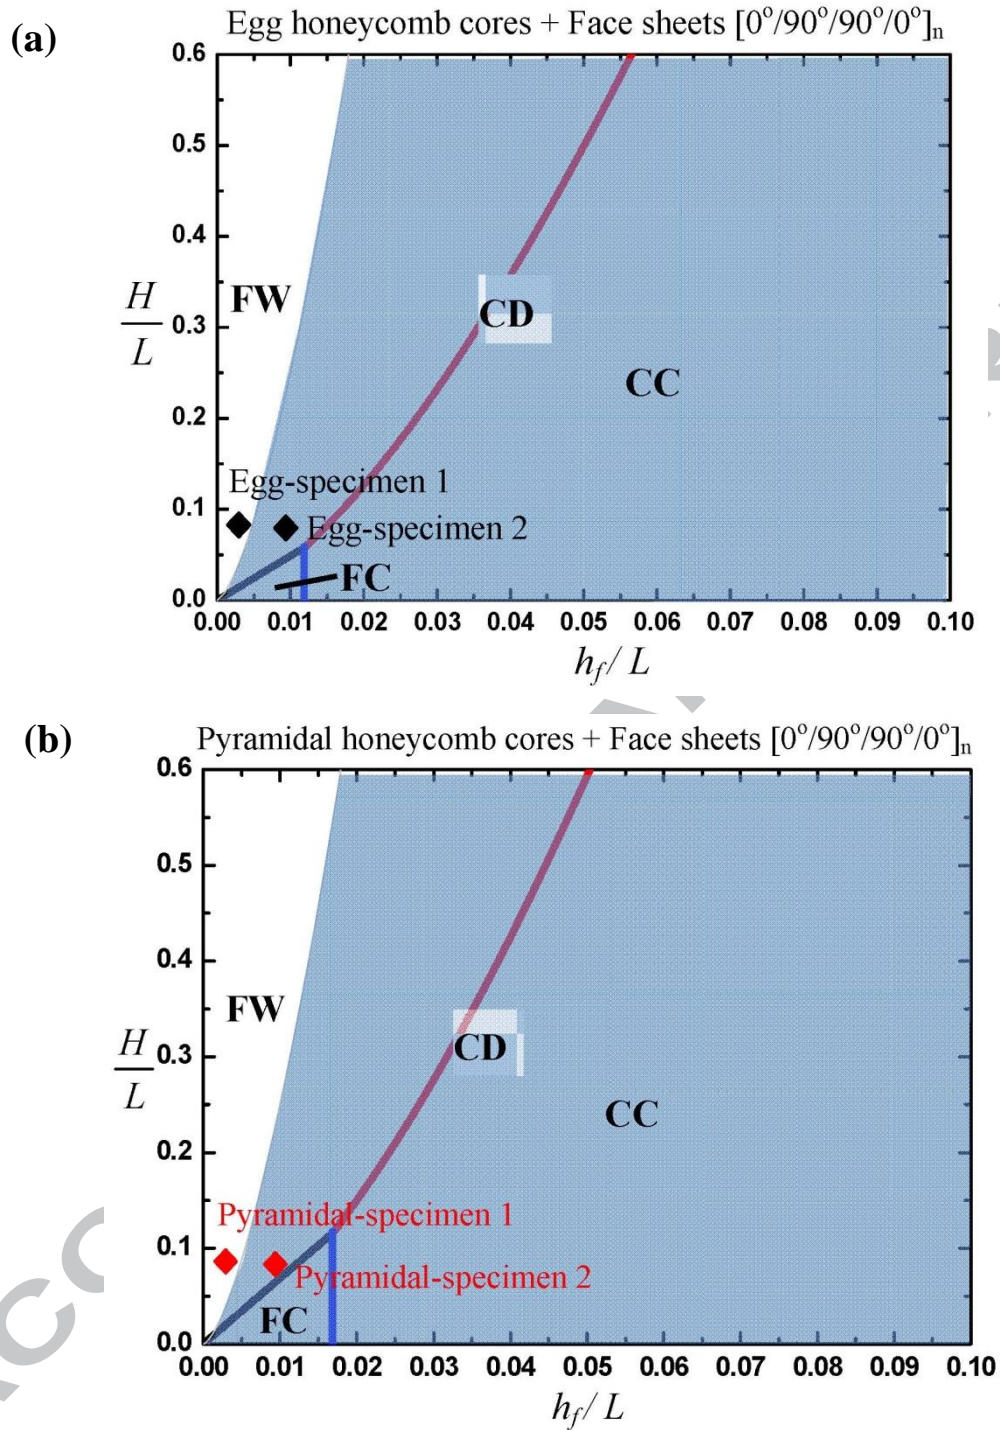 (a)
Egg honeycomb cores + Face sheets [0°/90°/90°/0°]n
0.6
0.5
0.4
H/L
0.3
0.2
0.1
0.0
FW
CD
CC
Egg-specimen 1
Egg-specimen 2
FC
0.00 0.01 0.02 0.03 0.04 0.05 0.06 0.07 0.08 0.09 0.10
hf/ L
(b)
Pyramidal honeycomb cores + Face sheets [0°/90°/90°/0°]n
0.6
0.5
0.4
H/L
0.3
0.2
0.1
0.0
FW
CD
CC
Pyramidal-specimen 1
Pyramidal-specimen 2
FC
0.00 0.01 0.02 0.03 0.04 0.05 0.06 0.07 0.08 0.09 0.10
hf/ L